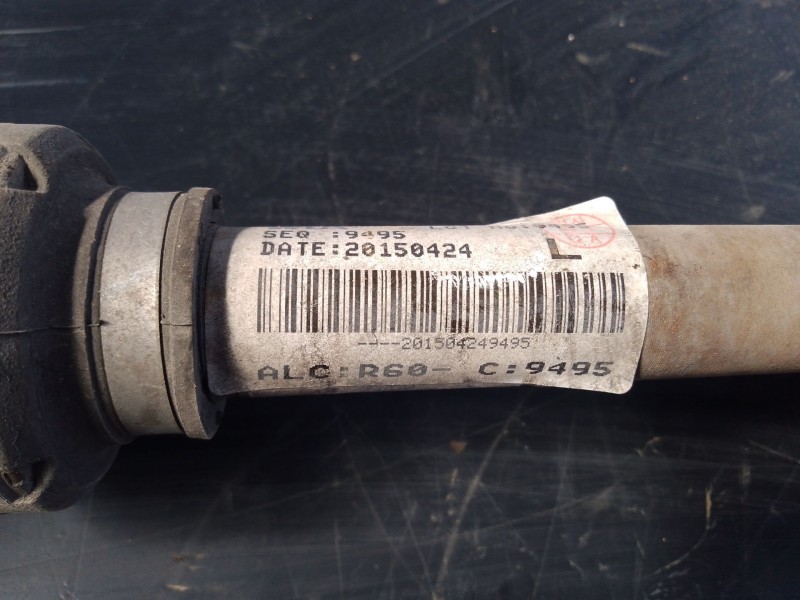 SEQ :9495
DATE:20150424
L
----201504249495
ALC:R60- C:9495